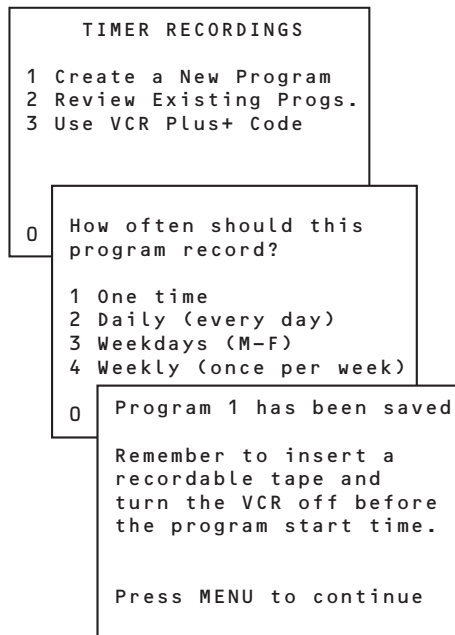 TIMER RECORDINGS
1 Create a New Program
2 Review Existing Progs.
3 Use VCR Plus+ Code
0
How often should this
program record?
1 One time
2 Daily (every day)
3 Weekdays (M–F)
4 Weekly (once per week)
0
Program 1 has been saved
Remember to insert a
recordable tape and
turn the VCR off before
the program start time.
Press MENU to continue